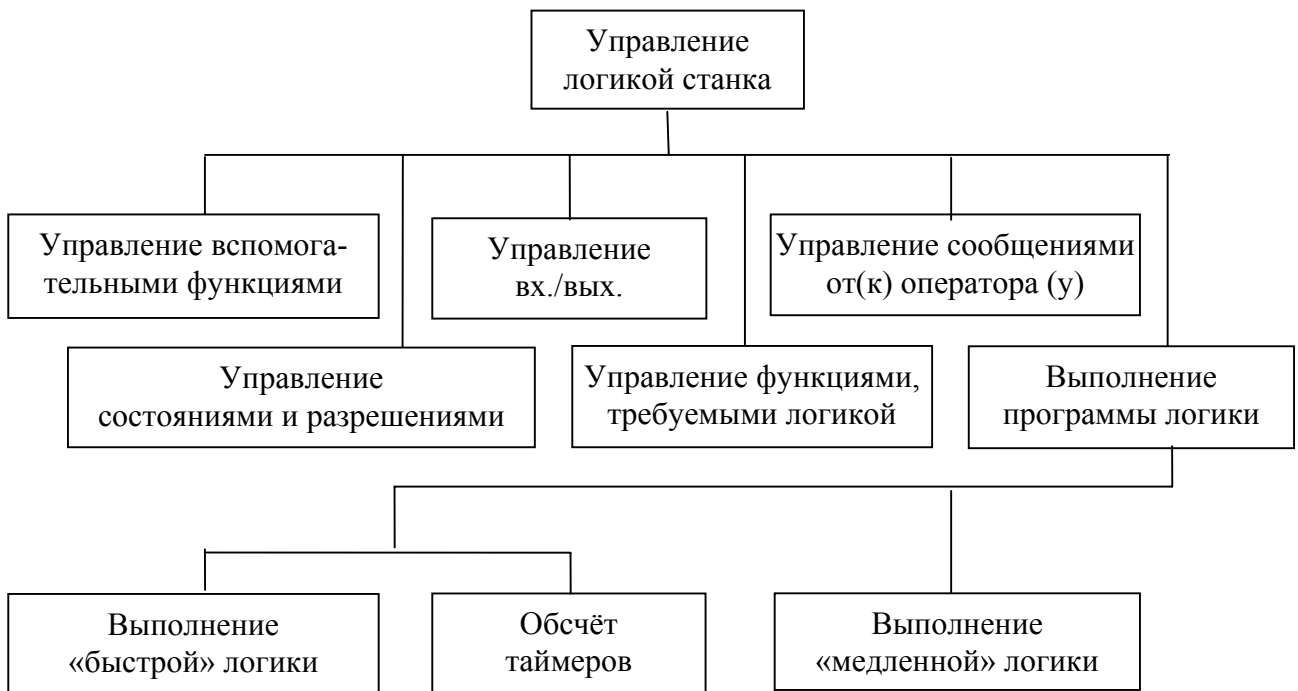 Управление
логикой станка
Управление вспомога-
тельными функциями
Управление
вх./вых.
Управление сообщениями
от(к) оператора (у)
Управление
состояниями и разрешениями
Управление функциями,
требуемыми логикой
Выполнение
программы логики
Выполнение
«быстрой» логики
Обсчёт
таймеров
Выполнение
«медленной» логики